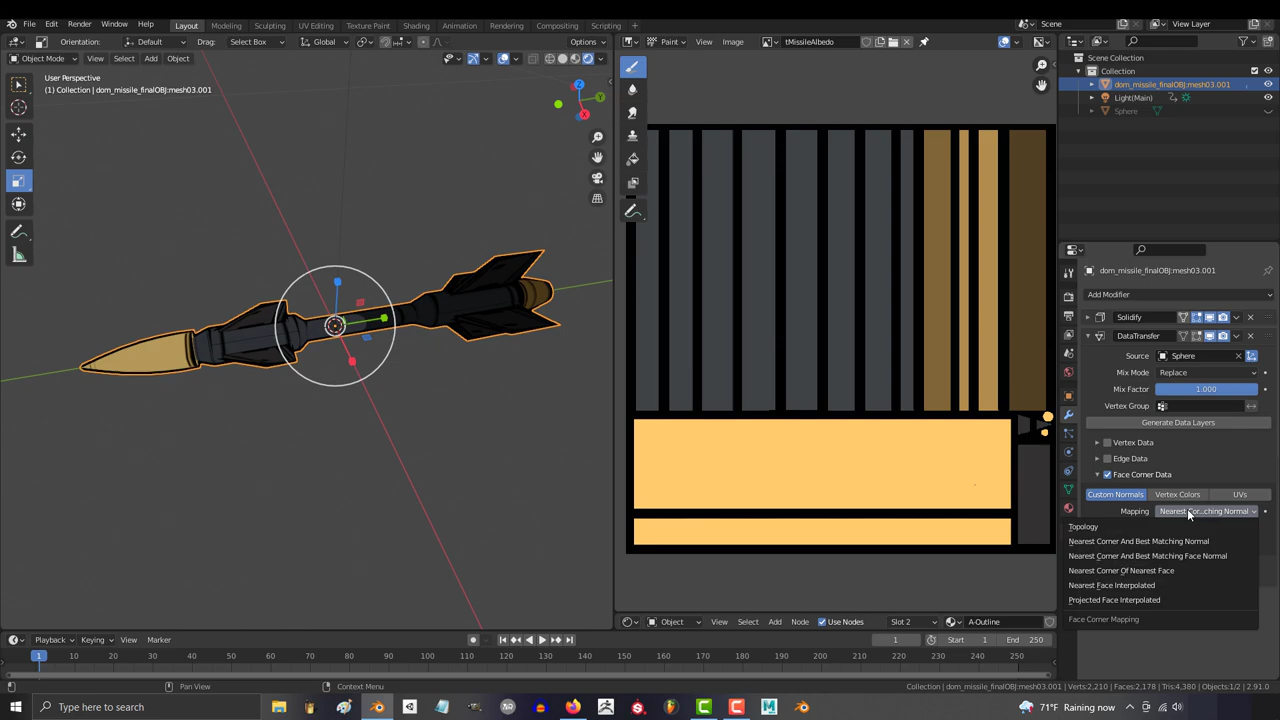 File Edit Render Window Help Layout Modeling Sculpting UV Editing Texture Paint Shading Animation Rendering Compositing Scripting Scene View Layer
Orientation: Default Drag: Select Box Global Options Paint View Image tMissileAlbedo
Object Mode View Select Add Object
User Perspective
(1) Collection | dom_missile_finalOBJ:mesh03.001
Z
Y
X
Scene Collection
Collection
dom_missile_finalOBJ:mesh03.001
Light(Main)
Sphere
dom_missile_finalOBJ:mesh03.001
Add Modifier
Solidify
DataTransfer
Source Sphere
Mix Mode Replace
Mix Factor 1.000
Vertex Group
Generate Data Layers
Vertex Data
Edge Data
Face Corner Data
Custom Normals Vertex Colors UVs
Mapping Nearest Cor...ching Normal
Topology
Nearest Corner And Best Matching Normal
Nearest Corner And Best Matching Face Normal
Nearest Corner Of Nearest Face
Nearest Face Interpolated
Projected Face Interpolated
Face Corner Mapping
Object View Select Add Node Use Nodes Slot 2 A-Outline
Playback Keying View Marker 1 Start 1 End 250
1 10 20 30 40 50 60 70 80 90 100 110 120 130 140 150 160 170 180 190 200 210 220 230 240 250
Pan View Context Menu Collection | dom_missile_finalOBJ:mesh03.001 | Verts:2,210 | Faces:2,178 | Tris:4,380 | Objects:1/2 | 2.91.0
Type here to search 71°F Raining now